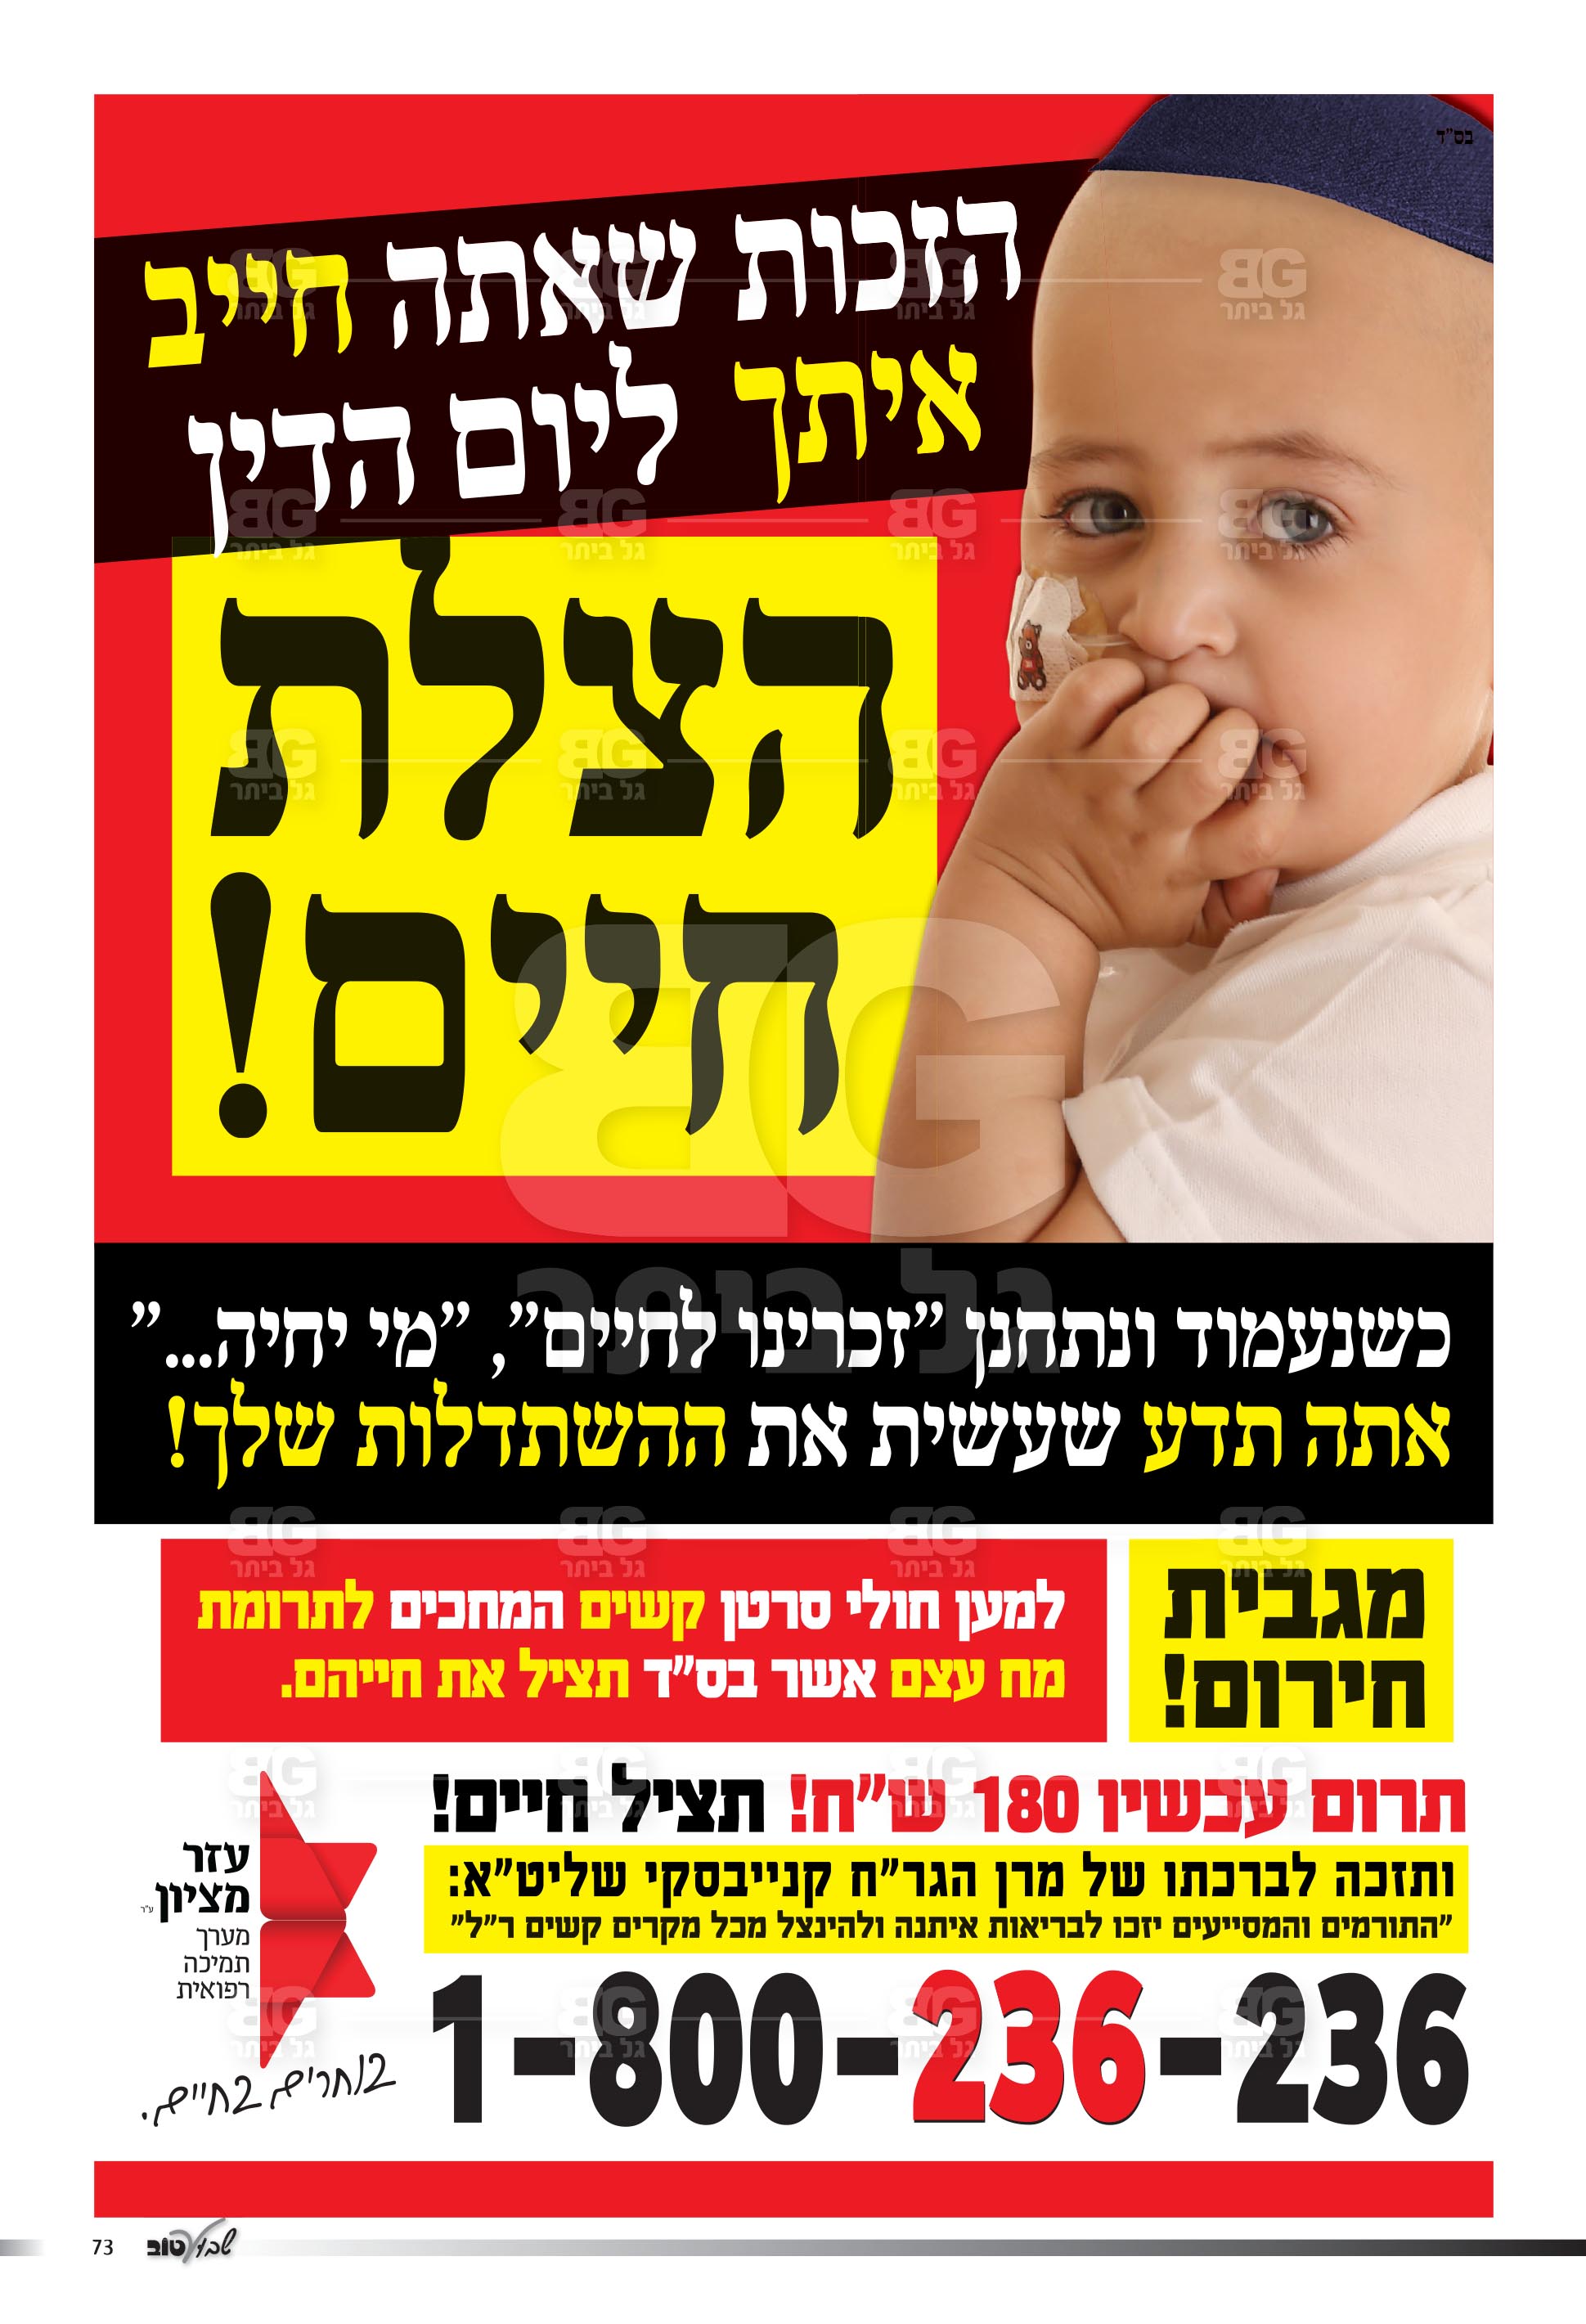 בס"ד
הזכות שאתה חייב
איתך ליום הדין
הצלת
חיים!
כשנעמוד ונתחנן "זכרינו לחיים", "מי יחיה..."
אתה תדע שעשית את ההשתדלות שלך!
מגבית
חירום!
למען חולי סרטן קשים המחכים לתרומת
מח עצם אשר בס"ד תציל את חייהם.
תרום עכשיו 180 ש"ח! תציל חיים!
ותזכה לברכתו של מרן הגר"ח קנייבסקי שליט"א:
"התורמים והמסייעים יזכו לבריאות איתנה ולהינצל מכל מקרים קשים ר"ל"
1-800-236-236
עזר
מציון ע"ר
מערך
תמיכה
רפואית
בוחרים בחיים.
73 שבוע טוב
BG
גל ביתר